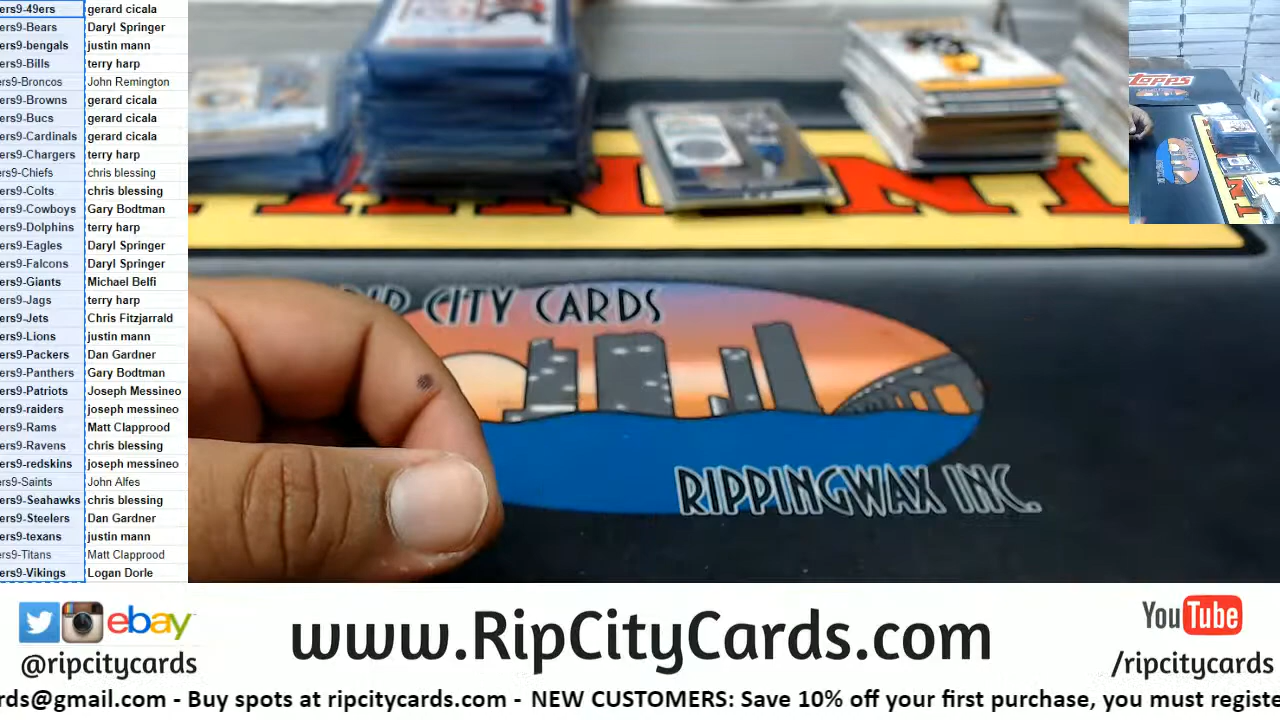 ers9-49ers gerard cicala
ers9-Bears Daryl Springer
ers9-bengals justin mann
ers9-Bills terry harp
ers9-Broncos John Remington
ers9-Browns gerard cicala
ers9-Bucs gerard cicala
ers9-Cardinals gerard cicala
ers9-Chargers terry harp
ers9-Chiefs chris blessing
ers9-Colts chris blessing
ers9-Cowboys Gary Bodtman
ers9-Dolphins terry harp
ers9-Eagles Daryl Springer
ers9-Falcons Daryl Springer
ers9-Giants Michael Belfi
ers9-Jags terry harp
ers9-Jets Chris Fitzjarrald
ers9-Lions justin mann
ers9-Packers Dan Gardner
ers9-Panthers Gary Bodtman
ers9-Patriots Joseph Messineo
ers9-raiders joseph messineo
ers9-Rams Matt Clapprood
ers9-Ravens chris blessing
ers9-redskins joseph messineo
ers9-Saints John Alfes
ers9-Seahawks chris blessing
ers9-Steelers Dan Gardner
ers9-texans justin mann
ers9-Titans Matt Clapprood
ers9-Vikings Logan Dorle
Topps
RIP CITY CARDS
RIPPINGWAX INC.
ebay
@ripcitycards
www.RipCityCards.com
YouTube
/ripcitycards
rds@gmail.com - Buy spots at ripcitycards.com - NEW CUSTOMERS: Save 10% off your first purchase, you must registe